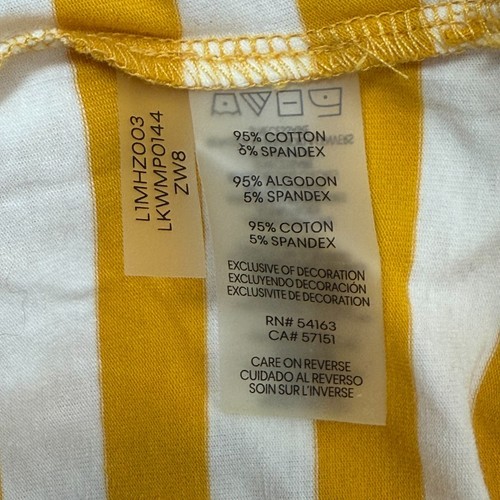 L1MHZ003
LKWMP0144
ZW8
95% COTTON
5% SPANDEX
95% ALGODON
5% SPANDEX
95% COTON
5% SPANDEX
EXCLUSIVE OF DECORATION
EXCLUYENDO DECORACIÓN
EXCLUSIVITE DE DECORATION
RN# 54163
CA# 57151
CARE ON REVERSE
CUIDADO AL REVERSO
SOIN SUR L'INVERSE